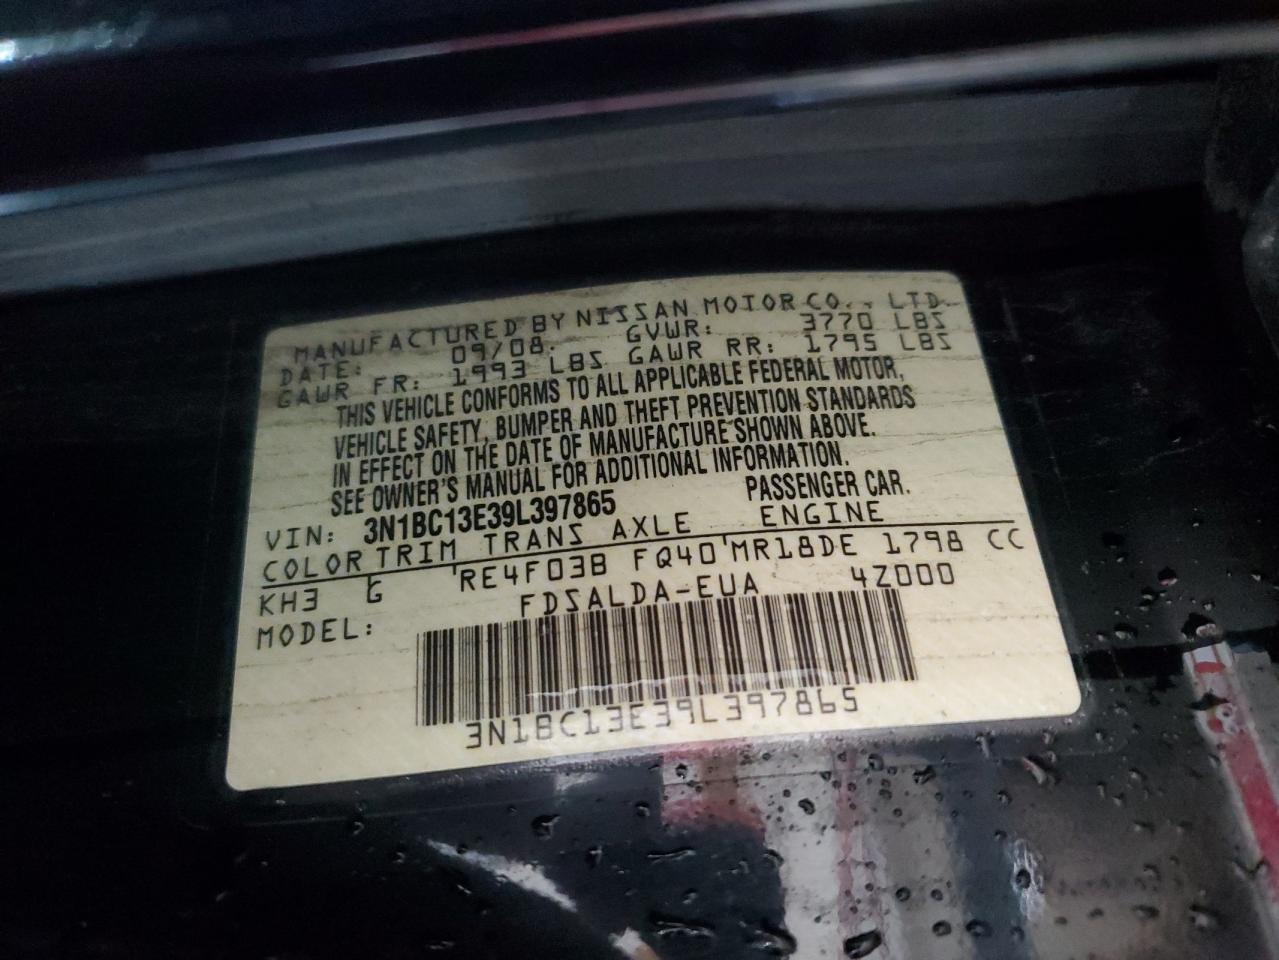 MANUFACTURED BY NISSAN MOTOR CO., LTD.
DATE: 09/08. GVWR: 3770 LBS
GAWR FR: 1993 LBS GAWR RR: 1795 LBS
THIS VEHICLE CONFORMS TO ALL APPLICABLE FEDERAL MOTOR,
VEHICLE SAFETY, BUMPER AND THEFT PREVENTION STANDARDS
IN EFFECT ON THE DATE OF MANUFACTURE SHOWN ABOVE.
SEE OWNER'S MANUAL FOR ADDITIONAL INFORMATION.
VIN: 3N1BC13E39L397865 PASSENGER CAR.
COLOR TRIM TRANS AXLE ENGINE
KH3 G RE4F03B FQ40 MR18DE 1798 CC
MODEL: FDSALDA-EUA 4Z000
3N1BC13E39L397865